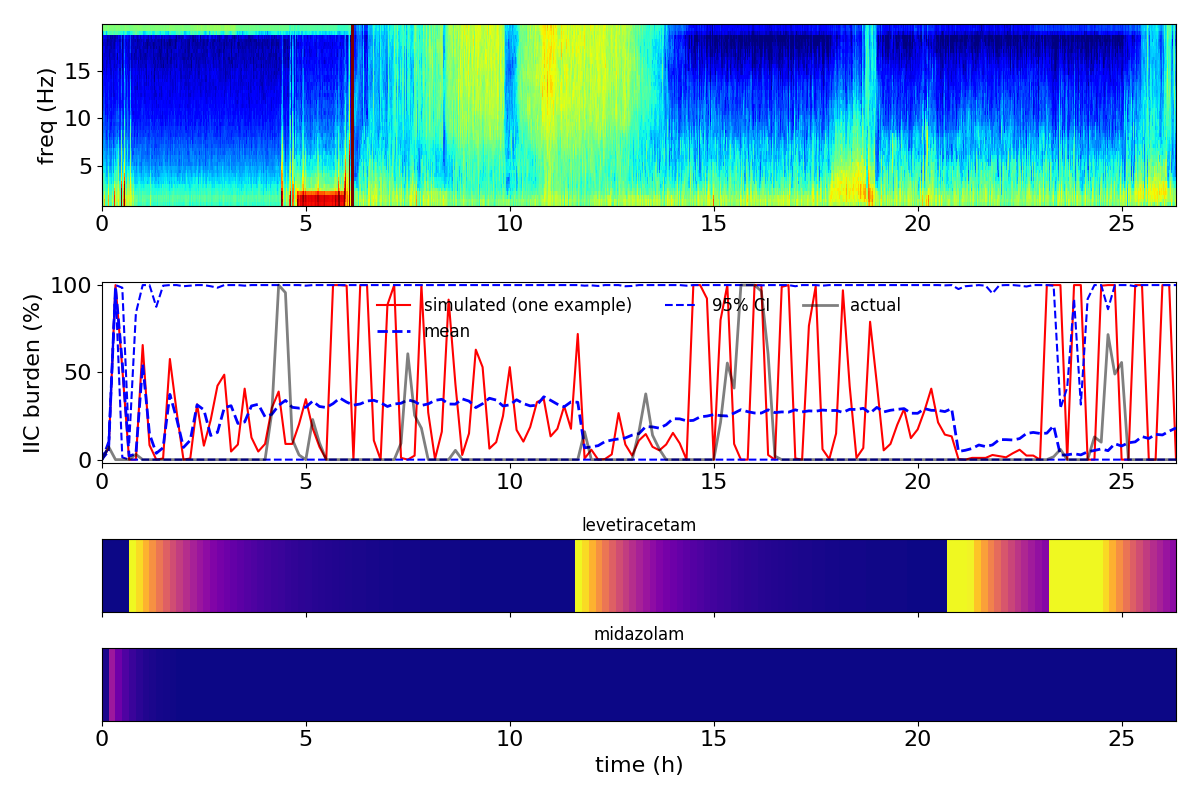 freq (Hz)
15
10
5
0 5 10 15 20 25
IIC burden (%)
100
50
0
simulated (one example) 95% CI actual
mean
0 5 10 15 20 25
levetiracetam
midazolam
0 5 10 15 20 25
time (h)